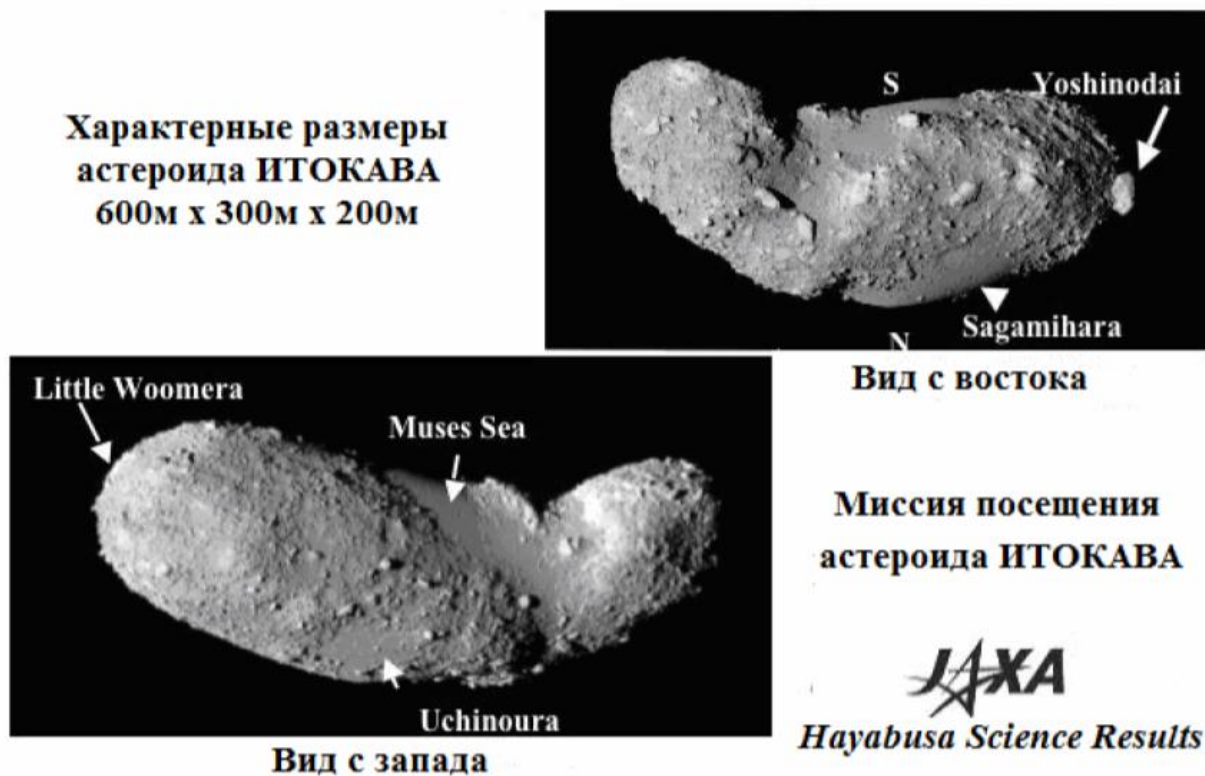 Характерные размеры
астероида ИТОКАВА
600м x 300м x 200м
S
Yoshinodai
Sagamihara
N
Вид с востока
Little Woomera
Muses Sea
Uchinoura
Вид с запада
Миссия посещения
астероида ИТОКАВА
JAXA
Hayabusa Science Results